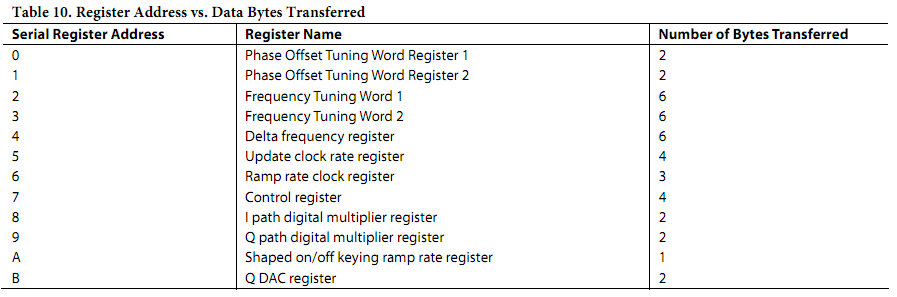 Table 10. Register Address vs. Data Bytes Transferred
Serial Register Address Register Name Number of Bytes Transferred
0 Phase Offset Tuning Word Register 1 2
1 Phase Offset Tuning Word Register 2 2
2 Frequency Tuning Word 1 6
3 Frequency Tuning Word 2 6
4 Delta frequency register 6
5 Update clock rate register 4
6 Ramp rate clock register 3
7 Control register 4
8 I path digital multiplier register 2
9 Q path digital multiplier register 2
A Shaped on/off keying ramp rate register 1
B Q DAC register 2